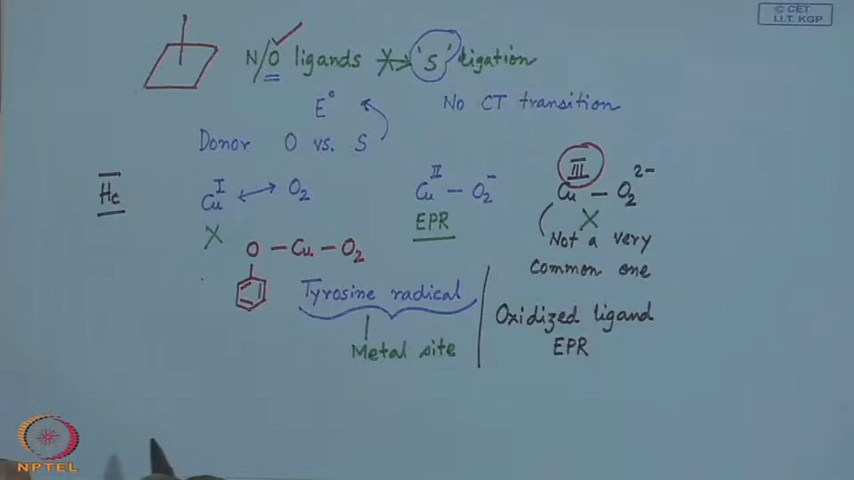 © CET
I.I.T. KGP
N/O ligands ✗→ 'S' ligation
E° No CT transition
Donor O vs. S
Hc Cu^I ↔ O2 Cu^II – O2^- Cu^III – O2^2-
X EPR X
O – Cu – O2 Not a very
common one
Tyrosine radical Oxidized ligand
Metal site EPR
NPTEL